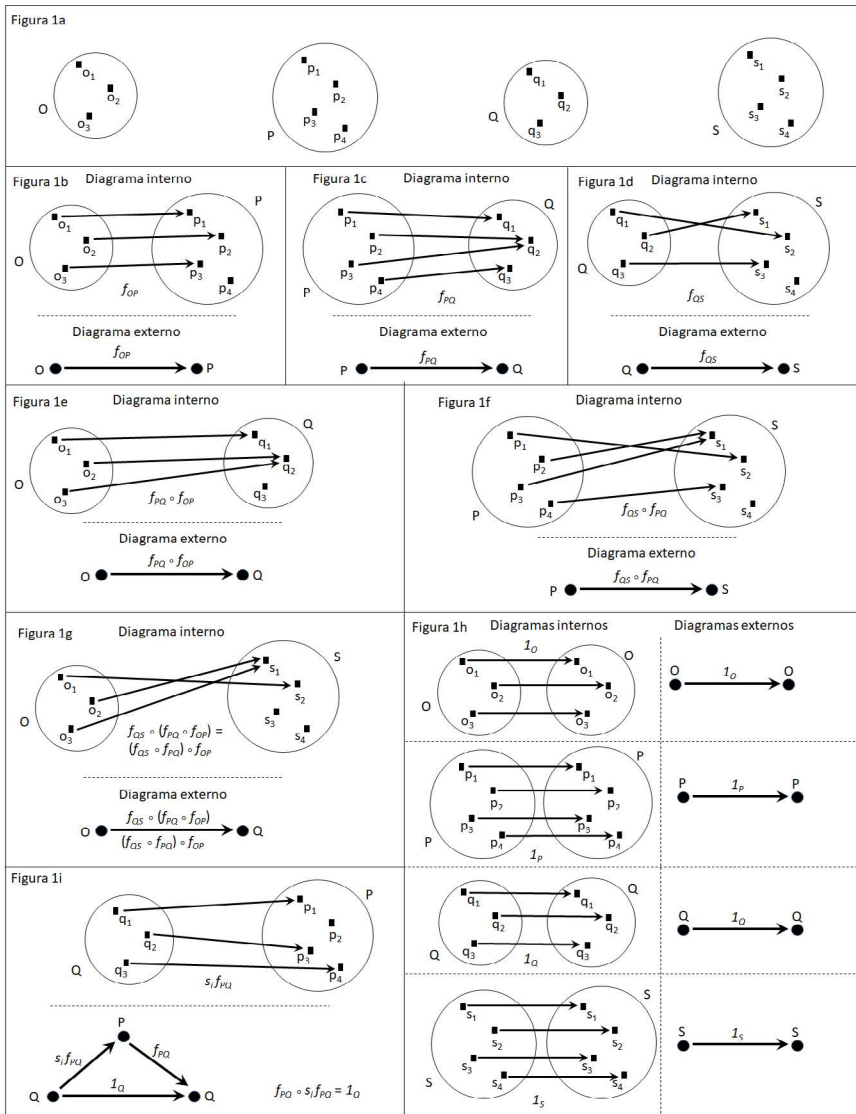 Figura 1a
O
o1
o2
o3
P
p1
p2
p3
p4
Q
q1
q2
q3
S
s1
s2
s3
s4
Figura 1b Diagrama interno
O
o1
o2
o3
P
p1
p2
p3
p4
fOP
Diagrama externo
fOP
O P
Figura 1c Diagrama interno
P
p1
p2
p3
p4
Q
q1
q2
q3
fPQ
Diagrama externo
fPQ
P Q
Figura 1d Diagrama interno
Q
q1
q2
q3
S
s1
s2
s3
s4
fQS
Diagrama externo
fQS
Q S
Figura 1e Diagrama interno
O
o1
o2
o3
Q
q1
q2
q3
fPQ ∘ fOP
Diagrama externo
fPQ ∘ fOP
O Q
Figura 1f Diagrama interno
P
p1
p2
p3
p4
S
s1
s2
s3
s4
fQS ∘ fPQ
Diagrama externo
fQS ∘ fPQ
P S
Figura 1g Diagrama interno
O
o1
o2
o3
S
s1
s2
s3
s4
fQS ∘ (fPQ ∘ fOP) =
(fQS ∘ fPQ) ∘ fOP
Diagrama externo
fQS ∘ (fPQ ∘ fOP)
O Q
(fQS ∘ fPQ) ∘ fOP
Figura 1h Diagramas internos Diagramas externos
1O
O O
o1 o1
o2 o2
o3 o3
O 1O O
P P
p1 p1
p2 p2
p3 p3
p4 p4
1P
P 1P P
Q Q
q1 q1
q2 q2
q3 q3
1Q
Q 1Q Q
S S
s1 s1
s2 s2
s3 s3
s4 s4
1S
S 1S S
Figura 1i
Q
q1
q2
q3
P
p1
p2
p3
p4
sifPQ
P
sifPQ fPQ
1Q
Q Q
fPQ ∘ sifPQ = 1Q